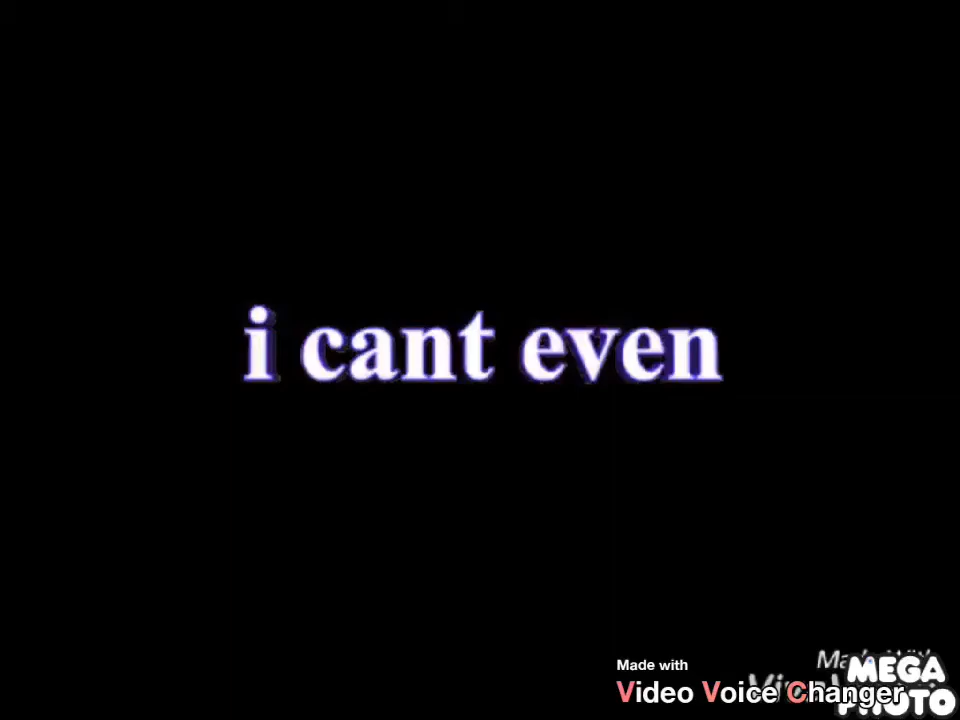 i cant even
Made with
Video Voice Changer
MEGA
PHOTO